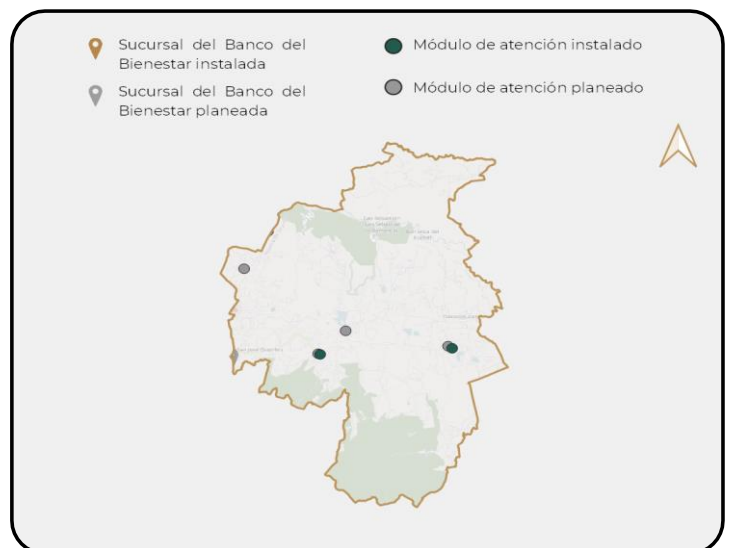 Sucursal del Banco del
Bienestar instalada
Módulo de atención instalado
Sucursal del Banco del
Bienestar planeada
Módulo de atención planeado